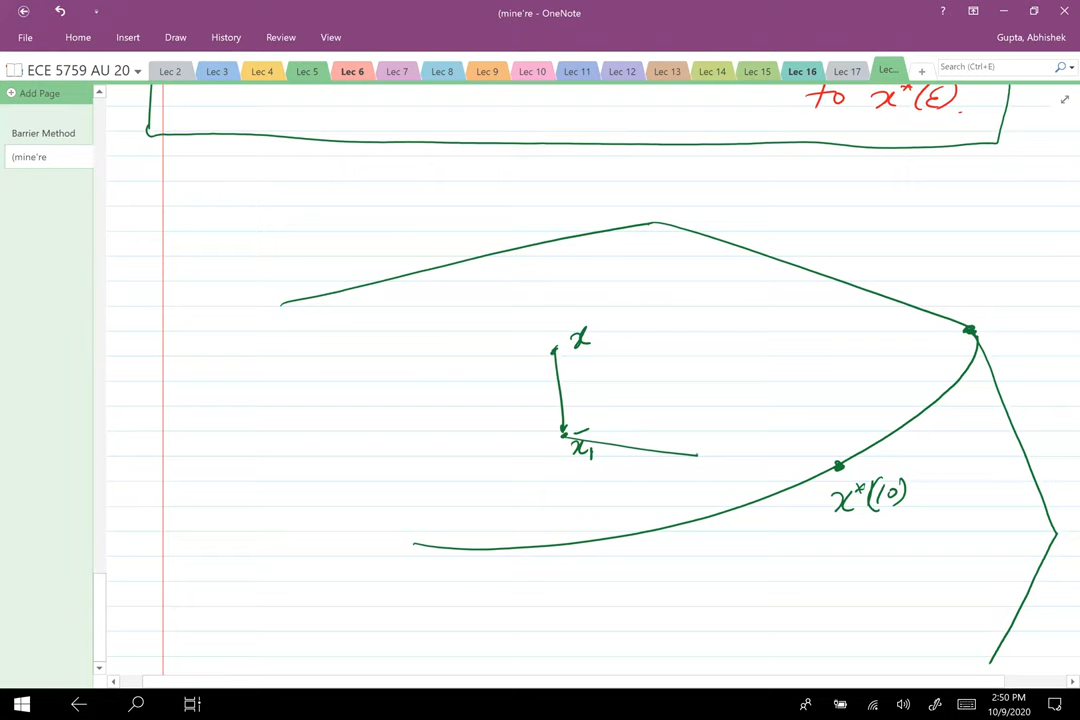 (mine're - OneNote
?
File Home Insert Draw History Review View
Gupta, Abhishek
ECE 5759 AU 20
Lec 2 Lec 3 Lec 4 Lec 5 Lec 6 Lec 7 Lec 8 Lec 9 Lec 10 Lec 11 Lec 12 Lec 13 Lec 14 Lec 15 Lec 16 Lec 17 Lec... +
Search (Ctrl+E)
Add Page
Barrier Method
(mine're
to x*(ε).
x
x̄₁
x*(10)
2:50 PM
10/9/2020